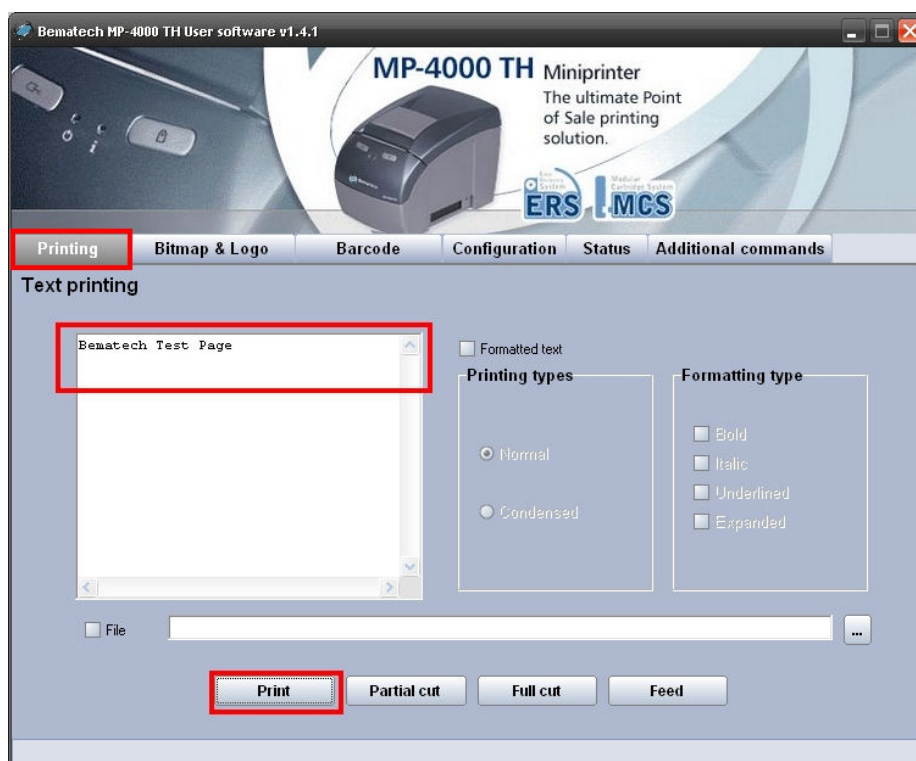 Bematech MP-4000 TH User software v1.4.1
MP-4000 TH Miniprinter
The ultimate Point
of Sale printing
solution.
ERS MCS
Printing Bitmap & Logo Barcode Configuration Status Additional commands
Text printing
Bematech Test Page
Formatted text
Printing types Formatting type
Normal
Condensed
Bold
Italic
Underlined
Expanded
File ...
Print Partial cut Full cut Feed